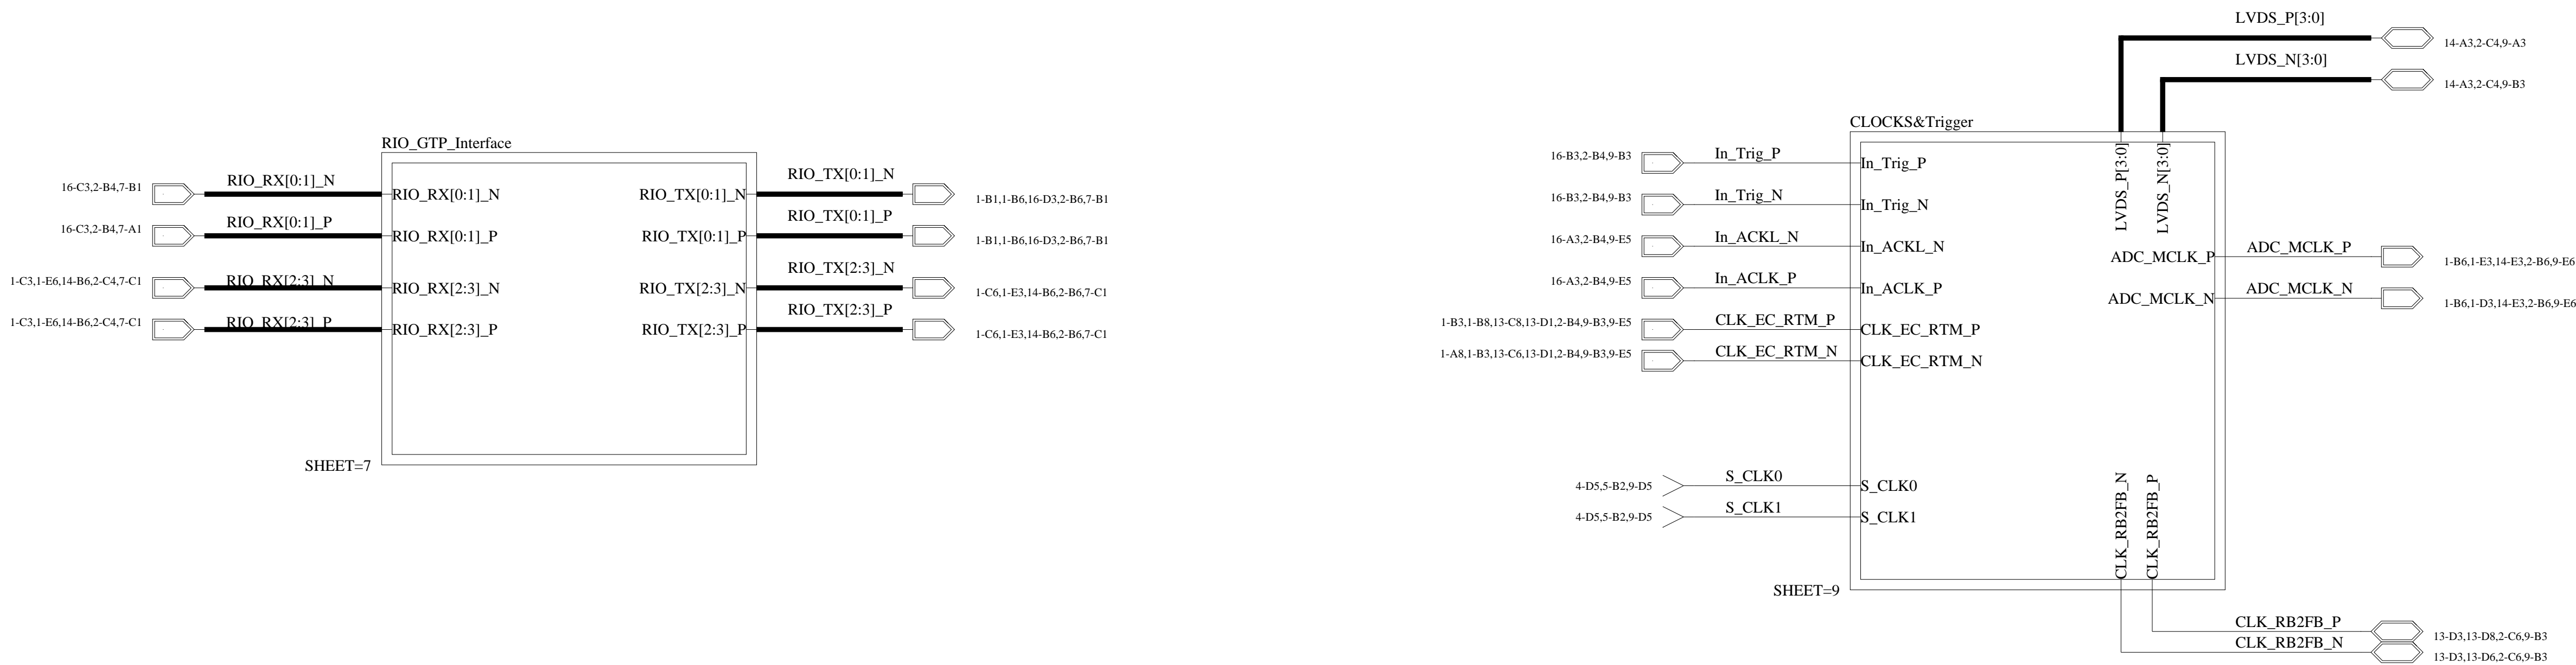 RIO_GTP_Interface
16-C3,2-B4,7-B1
RIO_RX[0:1]_N
RIO_RX[0:1]_N
RIO_TX[0:1]_N
RIO_TX[0:1]_N
1-B1,1-B6,16-D3,2-B6,7-B1
16-C3,2-B4,7-A1
RIO_RX[0:1]_P
RIO_RX[0:1]_P
RIO_TX[0:1]_P
RIO_TX[0:1]_P
1-B1,1-B6,16-D3,2-B6,7-B1
1-C3,1-E6,14-B6,2-C4,7-C1
RIO_RX[2:3]_N
RIO_RX[2:3]_N
RIO_TX[2:3]_N
RIO_TX[2:3]_N
1-C6,1-E3,14-B6,2-B6,7-C1
1-C3,1-E6,14-B6,2-C4,7-C1
RIO_RX[2:3]_P
RIO_RX[2:3]_P
RIO_TX[2:3]_P
RIO_TX[2:3]_P
1-C6,1-E3,14-B6,2-B6,7-C1
SHEET=7
LVDS_P[3:0]
14-A3,2-C4,9-A3
LVDS_N[3:0]
14-A3,2-C4,9-B3
CLOCKS&Trigger
LVDS_P[3:0]
LVDS_N[3:0]
16-B3,2-B4,9-B3
In_Trig_P
In_Trig_P
16-B3,2-B4,9-B3
In_Trig_N
In_Trig_N
16-A3,2-B4,9-E5
In_ACKL_N
In_ACKL_N
ADC_MCLK_P
ADC_MCLK_P
1-B6,1-E3,14-E3,2-B6,9-E6
16-A3,2-B4,9-E5
In_ACLK_P
In_ACLK_P
ADC_MCLK_N
ADC_MCLK_N
1-B6,1-D3,14-E3,2-B6,9-E6
1-B3,1-B8,13-C8,13-D1,2-B4,9-B3,9-E5
CLK_EC_RTM_P
CLK_EC_RTM_P
1-A8,1-B3,13-C6,13-D1,2-B4,9-B3,9-E5
CLK_EC_RTM_N
CLK_EC_RTM_N
4-D5,5-B2,9-D5
S_CLK0
S_CLK0
4-D5,5-B2,9-D5
S_CLK1
S_CLK1
CLK_RB2FB_N
CLK_RB2FB_P
SHEET=9
CLK_RB2FB_P
13-D3,13-D8,2-C6,9-B3
CLK_RB2FB_N
13-D3,13-D6,2-C6,9-B3